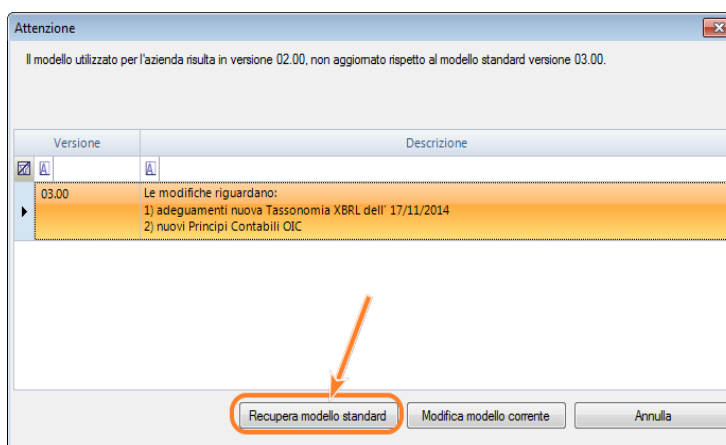 Attenzione
Il modello utilizzato per l'azienda risulta in versione 02.00, non aggiornato rispetto al modello standard versione 03.00.
Versione Descrizione
A A
03.00 Le modifiche riguardano:
1) adeguamenti nuova Tassonomia XBRL dell' 17/11/2014
2) nuovi Principi Contabili OIC
Recupera modello standard Modifica modello corrente Annulla